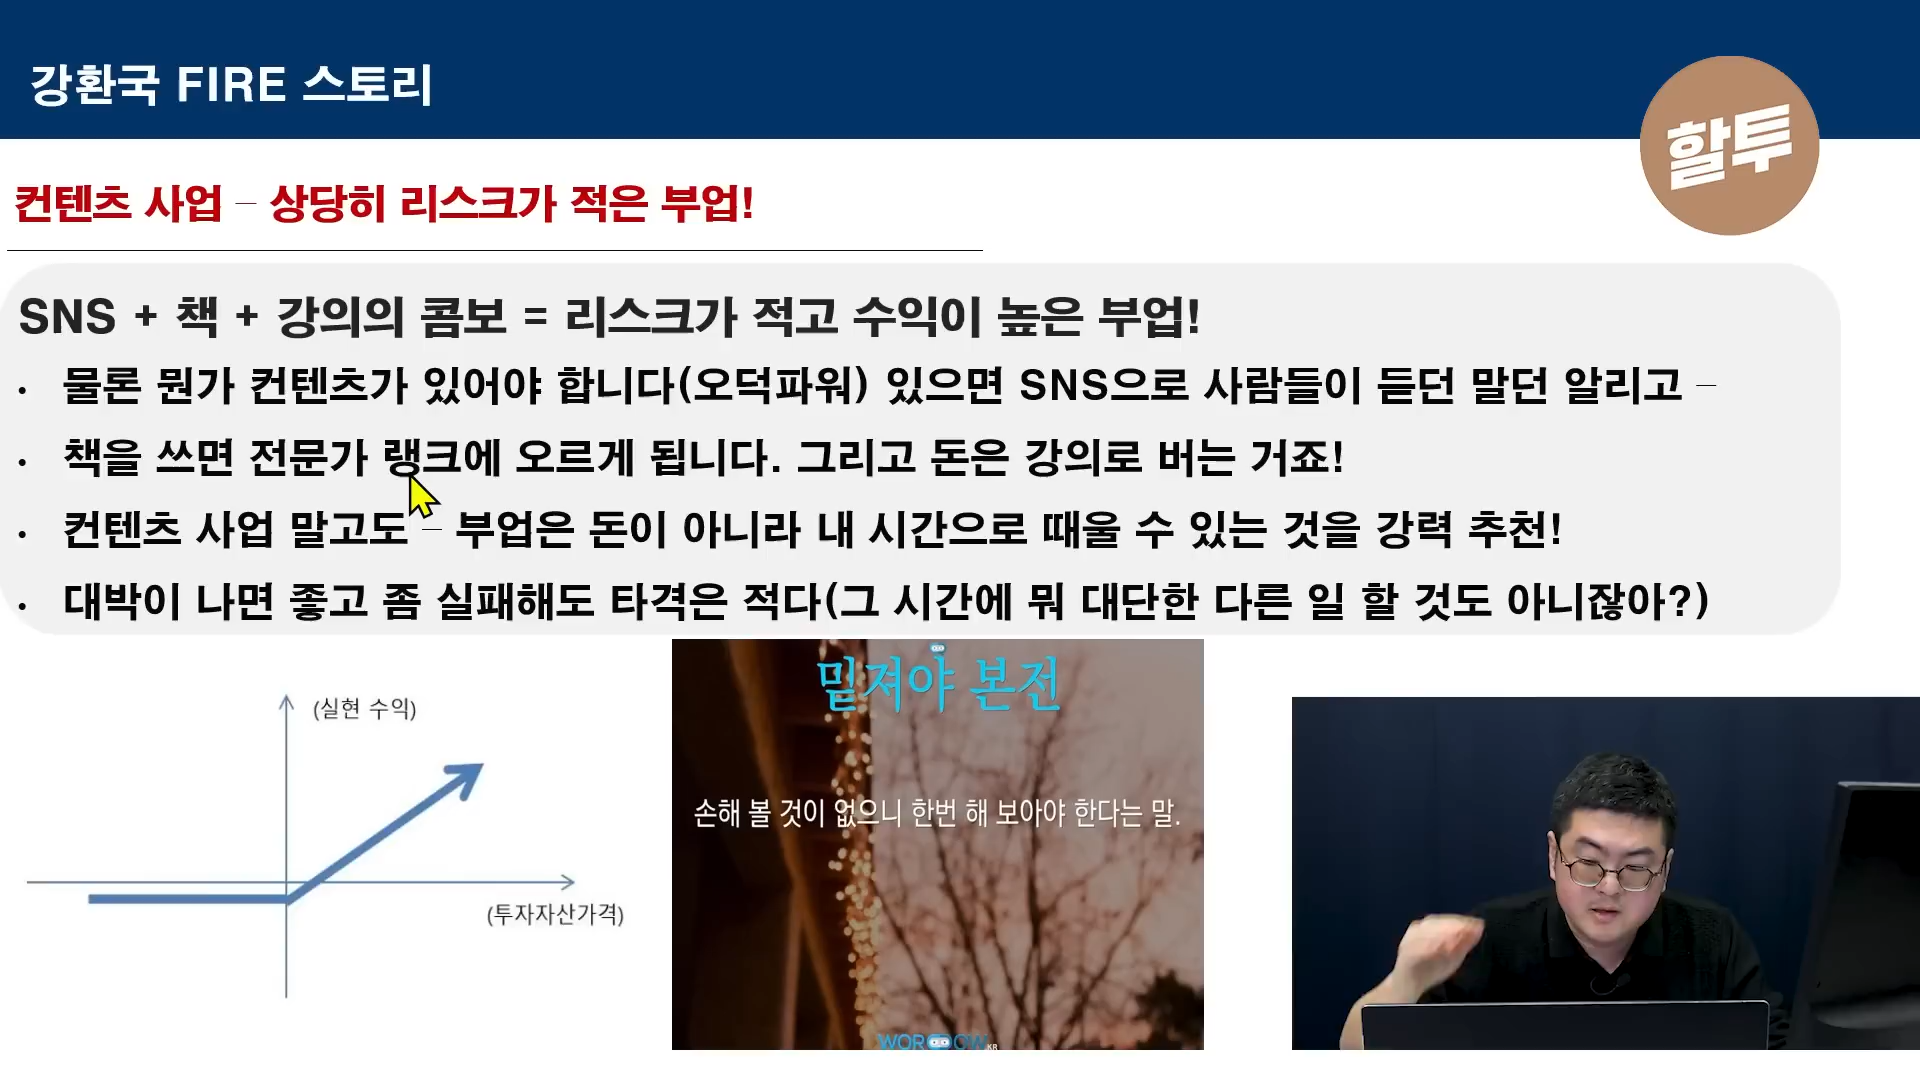 강환국 FIRE 스토리
할투
컨텐츠 사업 – 상당히 리스크가 적은 부업!
SNS + 책 + 강의의 콤보 = 리스크가 적고 수익이 높은 부업!
• 물론 뭔가 컨텐츠가 있어야 합니다(오덕파워) 있으면 SNS으로 사람들이 듣던 말던 알리고 –
• 책을 쓰면 전문가 랭크에 오르게 됩니다. 그리고 돈은 강의로 버는 거죠!
• 컨텐츠 사업 말고도 – 부업은 돈이 아니라 내 시간으로 때울 수 있는 것을 강력 추천!
• 대박이 나면 좋고 좀 실패해도 타격은 적다(그 시간에 뭐 대단한 다른 일 할 것도 아니잖아?)
(실현 수익)
(투자자산가격)
밑져야 본전
손해 볼 것이 없으니 한번 해 보아야 한다는 말.